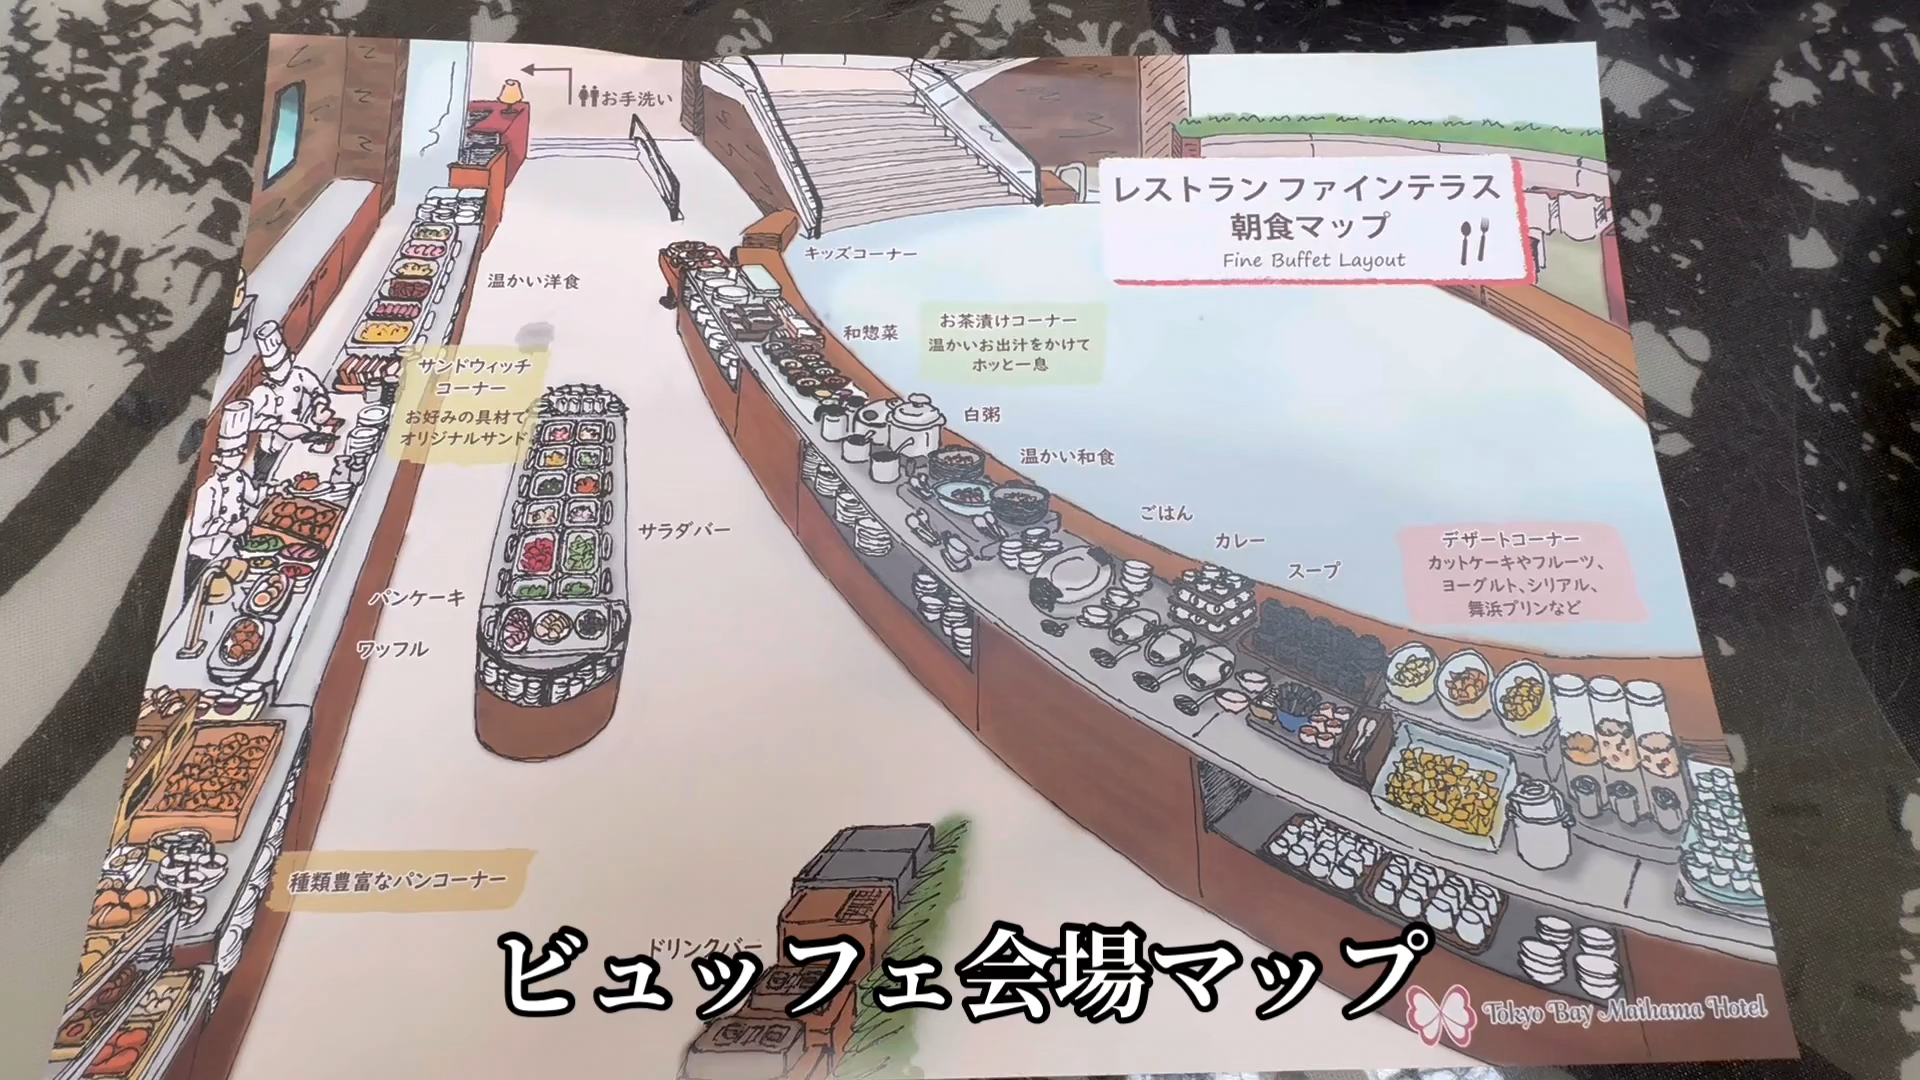 お手洗い
レストラン ファインテラス
朝食マップ
Fine Buffet Layout
キッズコーナー
温かい洋食
和惣菜
お茶漬けコーナー
温かいお出汁をかけて
ホッと一息
サンドウィッチ
コーナー
お好みの具材で
オリジナルサンド
白粥
温かい和食
サラダバー
ごはん
カレー
スープ
デザートコーナー
カットケーキやフルーツ、
ヨーグルト、シリアル、
舞浜プリンなど
パンケーキ
ワッフル
種類豊富なパンコーナー
ドリンクバー
ビュッフェ会場マップ
Tokyo Bay Maihama Hotel